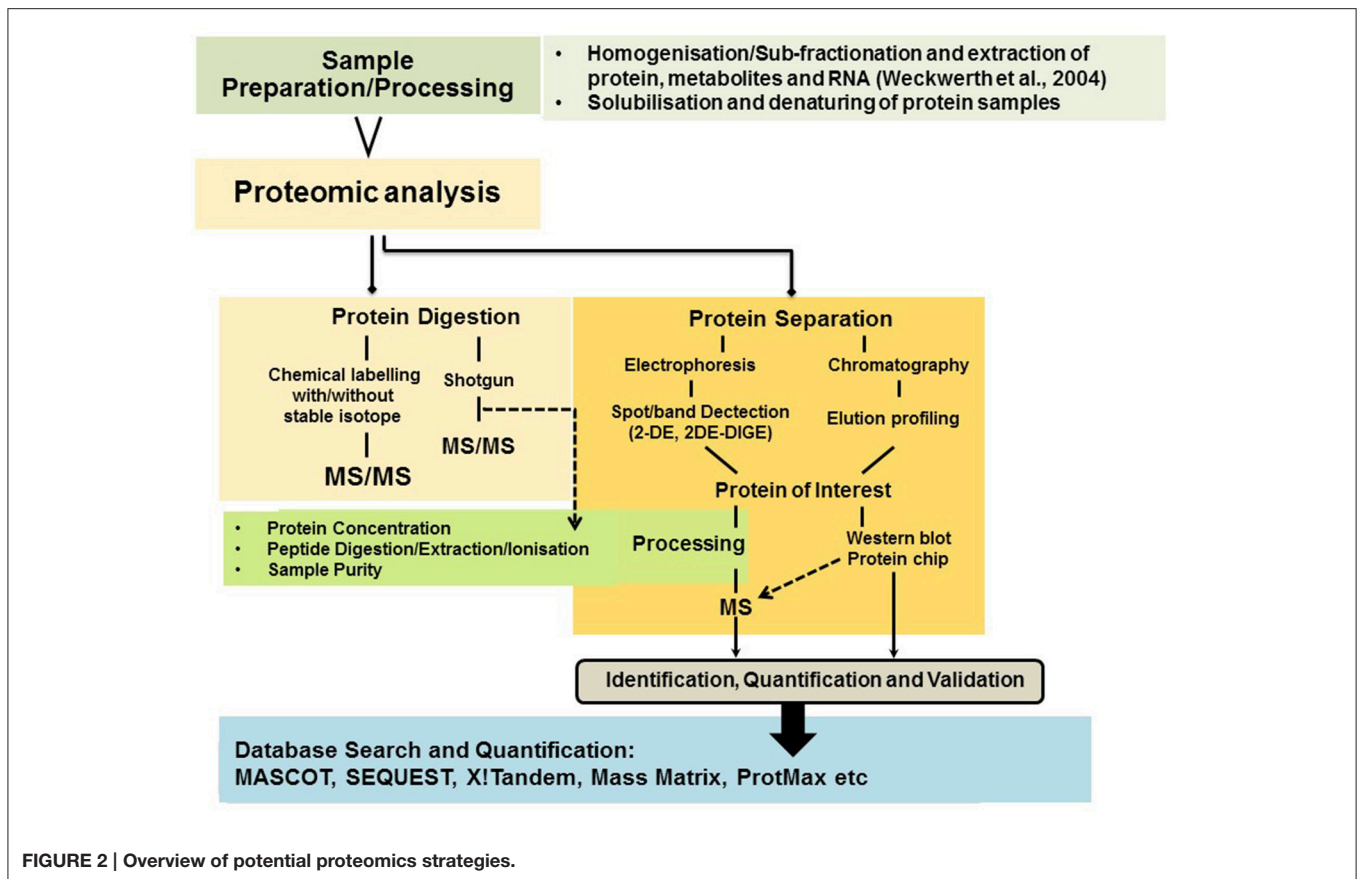 Sample
Preparation/Processing
• Homogenisation/Sub-fractionation and extraction of
protein, metabolites and RNA (Weckwerth et al., 2004)
• Solubilisation and denaturing of protein samples
Proteomic analysis
Protein Digestion
Chemical labelling
with/without
stable isotope
MS/MS
Shotgun
MS/MS
Protein Separation
Electrophoresis
Spot/band Dectection
(2-DE, 2DE-DIGE)
Chromatography
Elution profiling
Protein of Interest
• Protein Concentration
• Peptide Digestion/Extraction/Ionisation
• Sample Purity
Processing
Western blot
Protein chip
MS
Identification, Quantification and Validation
Database Search and Quantification:
MASCOT, SEQUEST, X!Tandem, Mass Matrix, ProtMax etc
FIGURE 2 | Overview of potential proteomics strategies.